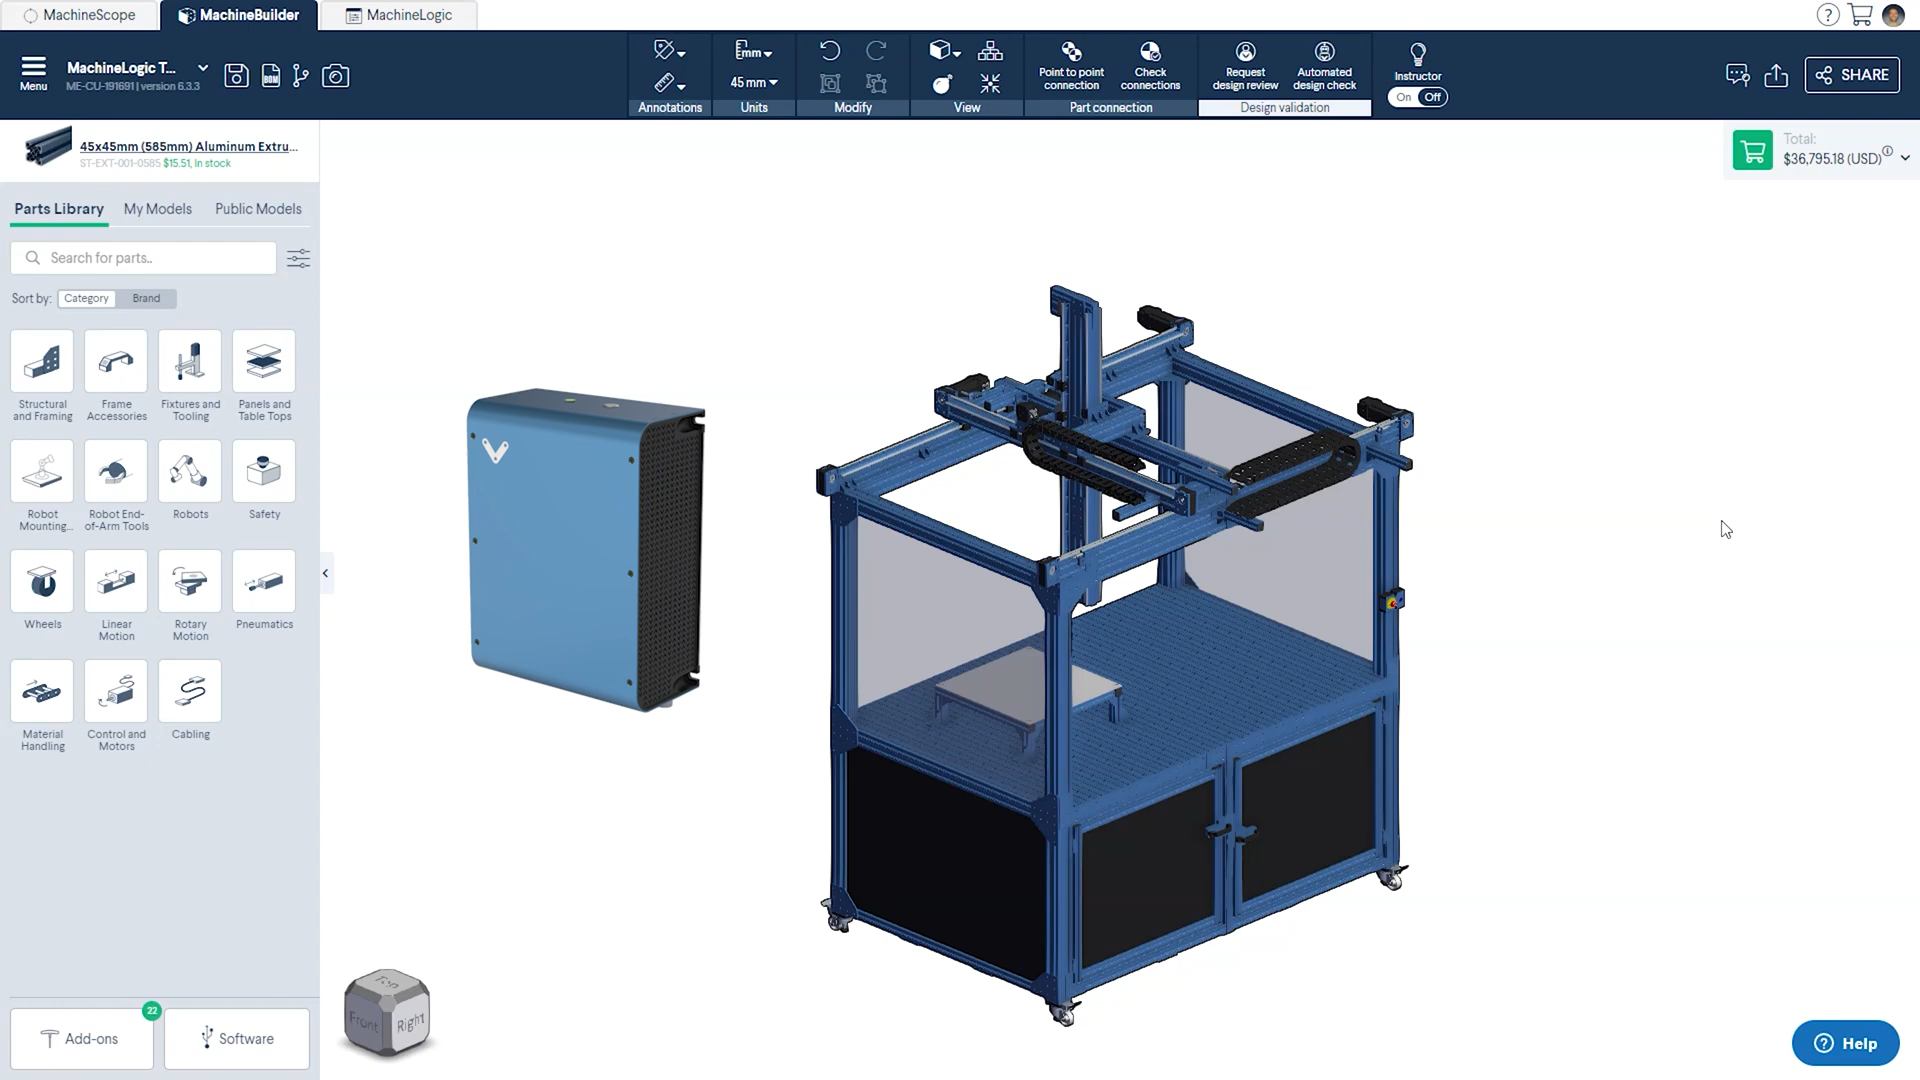 MachineScope
MachineBuilder
MachineLogic
Menu
MachineLogic T...
ME-CU-191691 | version 6.3.3
BOM
Annotations
mm
45 mm
Units
Modify
View
Point to point
connection
Check
connections
Part connection
Request
design review
Automated
design check
Design validation
Instructor
On Off
SHARE
45x45mm (585mm) Aluminum Extru...
ST-EXT-001-0585 $15.51, In stock
Total:
$36,795.18 (USD)
Parts Library
My Models
Public Models
Search for parts..
Sort by:
Category
Brand
Structural
and Framing
Frame
Accessories
Fixtures and
Tooling
Panels and
Table Tops
Robot
Mounting...
Robot End-
of-Arm Tools
Robots
Safety
Wheels
Linear
Motion
Rotary
Motion
Pneumatics
Material
Handling
Control and
Motors
Cabling
22
Add-ons
Software
Top
Front
Right
Help